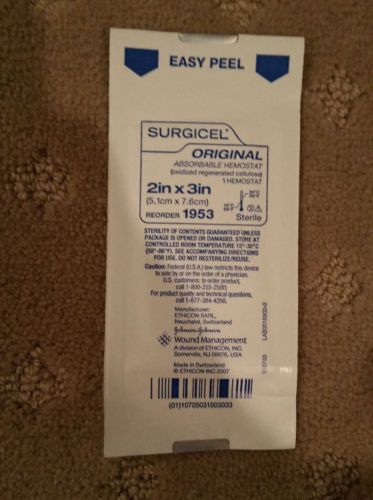 EASY PEEL
SURGICEL
ORIGINAL
ABSORBABLE HEMOSTAT
(oxidized regenerated cellulose)
1 HEMOSTAT
2in x 3in
(5.1cm x 7.6cm)
REORDER 1953
Sterile
STERILITY OF CONTENTS GUARANTEED UNLESS
PACKAGE IS OPENED OR DAMAGED. STORE AT
CONTROLLED ROOM TEMPERATURE 15°-30°C
(59°-86°F). SEE ACCOMPANYING DIRECTIONS
FOR USE. DO NOT RESTERILIZE/REUSE.
Caution: Federal (U.S.A.) law restricts this device
to sale by or on the order of a physician.
U.S. customers: to order product,
call 1-800-255-2500;
For product quality and technical questions,
call 1-877-384-4266.
Manufacturer:
ETHICON SARL,
Neuchatel, Switzerland
Johnson&Johnson
Wound Management
A division of ETHICON, INC.
Somerville, NJ 08876, USA
Made in Switzerland
© ETHICON INC 2007
(01)10705031003033